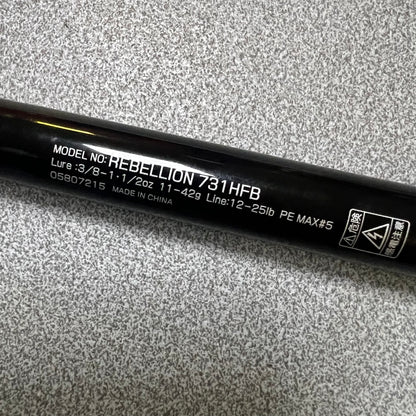 MODEL NO: REBELLION 731HFB
Lure :3/8-1・1/2oz 11-42g Line:12-25lb PE MAX#5
05807215 MADE IN CHINA
⚠危険
感電注意